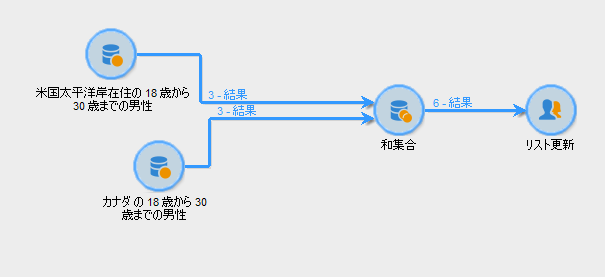 米国太平洋岸在住の 18 歳から
30 歳までの男性
3 - 結果
3 - 結果
6 - 結果
和集合
リスト更新
カナダ の 18 歳から 30
歳までの男性